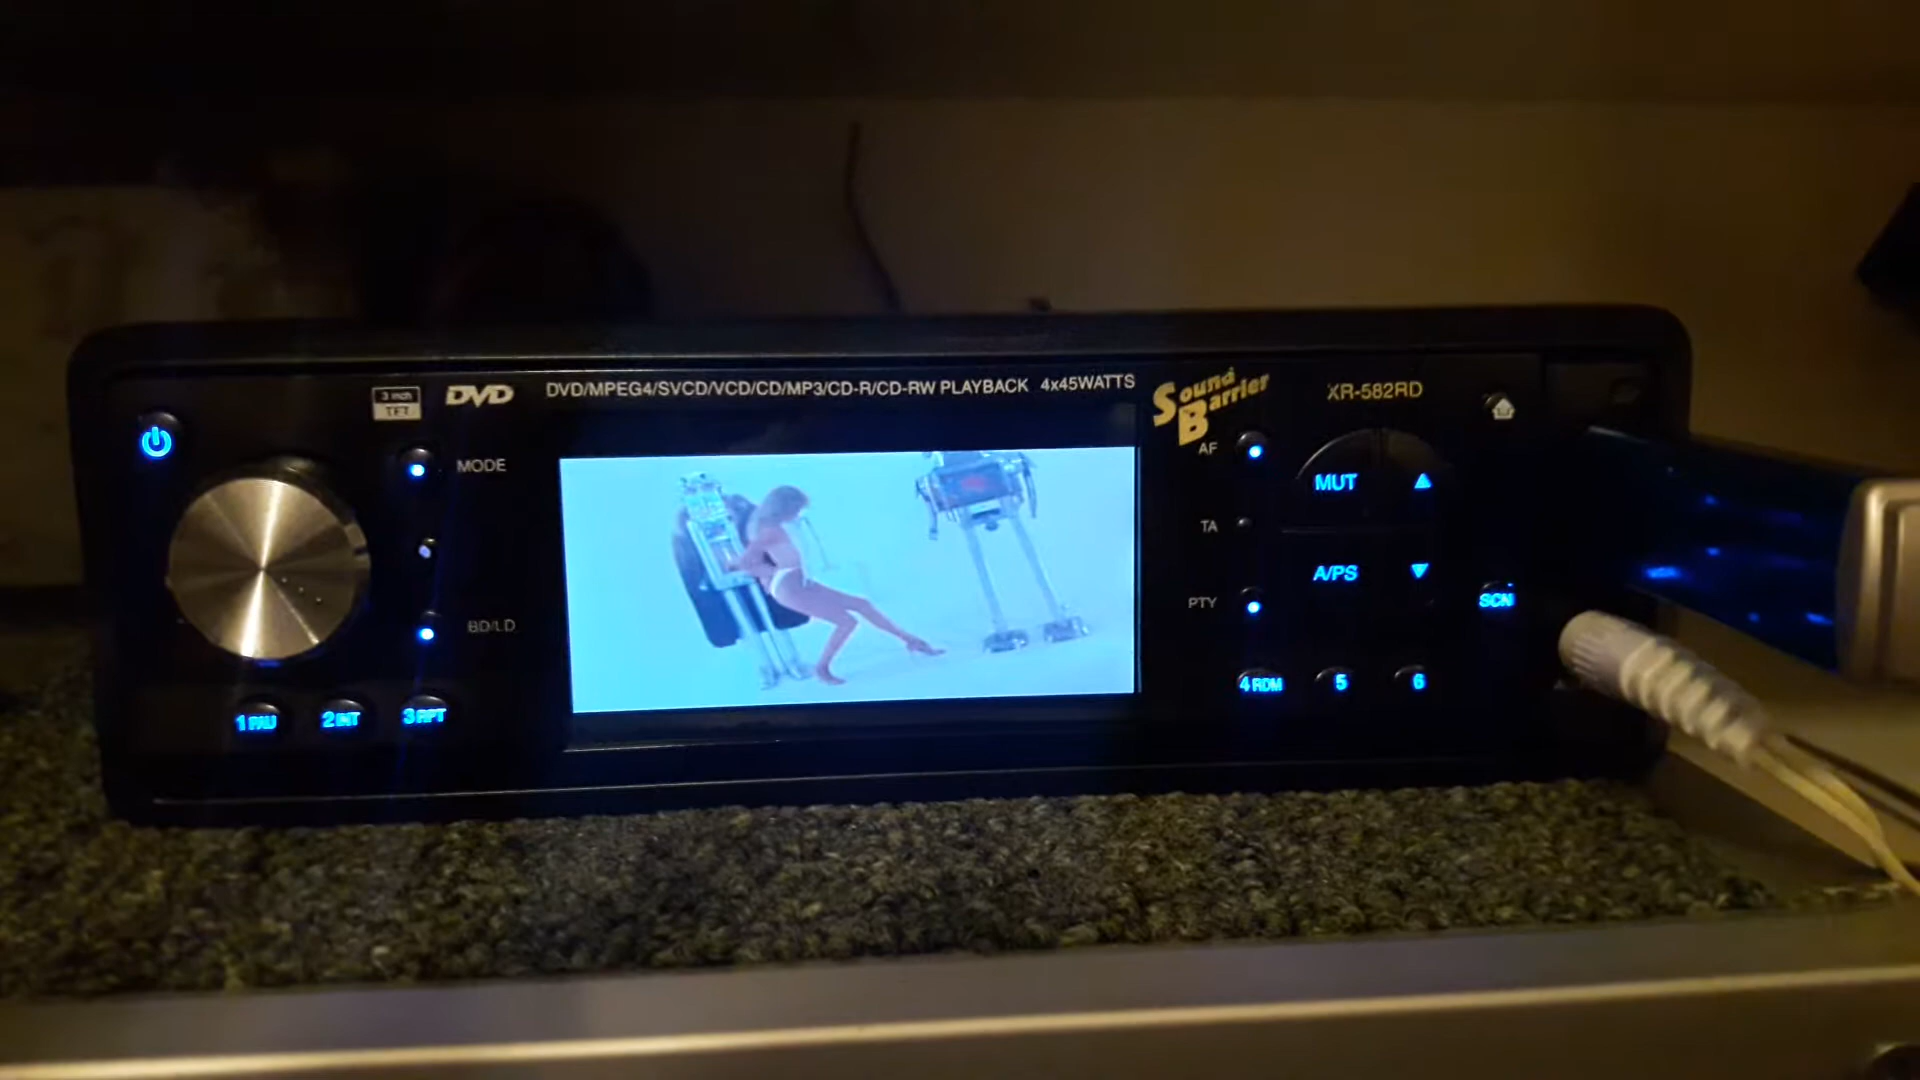 3 inch
TFT
DVD
DVD/MPEG4/SVCD/VCD/CD/MP3/CD-R/CD-RW PLAYBACK 4x45WATTS
Sound
Barrier
XR-582RD
MODE
BD/LD
AF
TA
PTY
MUT
A/PS
SCN
1 PAU
2 INT
3 RPT
4 RDM
5
6